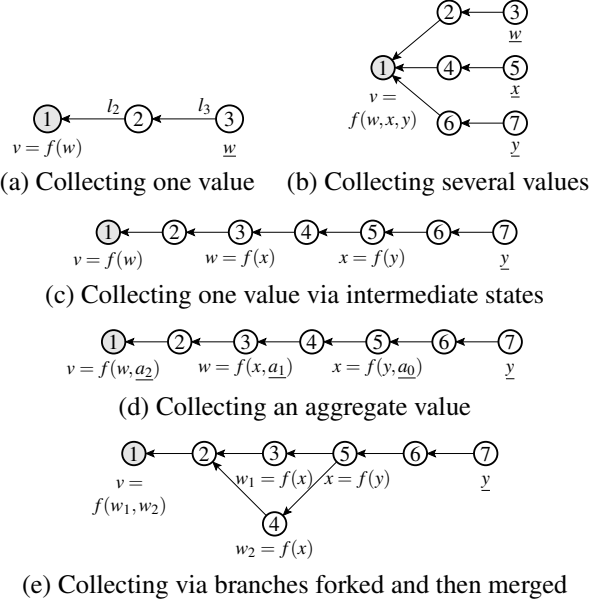 2 3
w
1 l2 2 l3 3
v = f(w) w
1 4 5
v = x
f(w,x,y)
6 7
y
(a) Collecting one value (b) Collecting several values
1 2 3 4 5 6 7
v = f(w) w = f(x) x = f(y) y
(c) Collecting one value via intermediate states
1 2 3 4 5 6 7
v = f(w,a2) w = f(x,a1) x = f(y,a0) y
(d) Collecting an aggregate value
1 2 3 5 6 7
v = w1 = f(x) x = f(y) y
f(w1,w2)
4
w2 = f(x)
(e) Collecting via branches forked and then merged